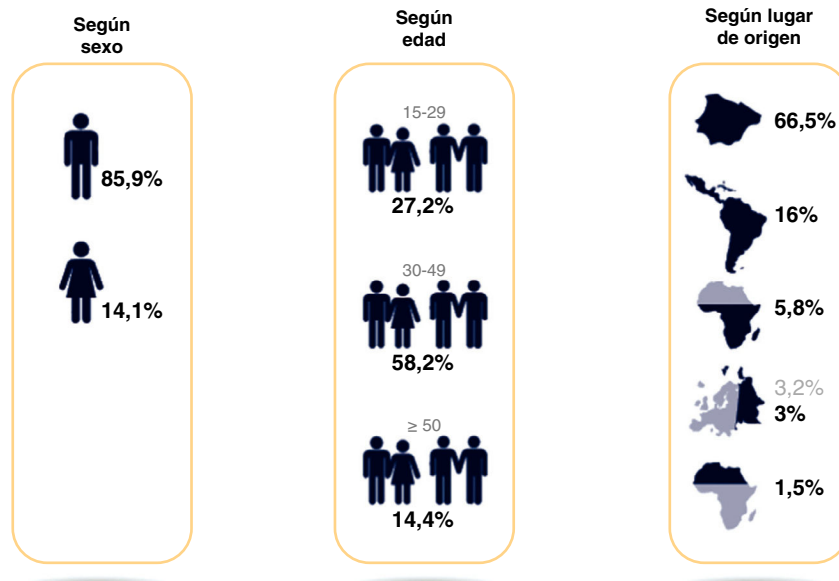 Según
sexo
85,9%
14,1%
Según
edad
15-29
27,2%
30-49
58,2%
≥ 50
14,4%
Según lugar
de origen
66,5%
16%
5,8%
3,2%
3%
1,5%